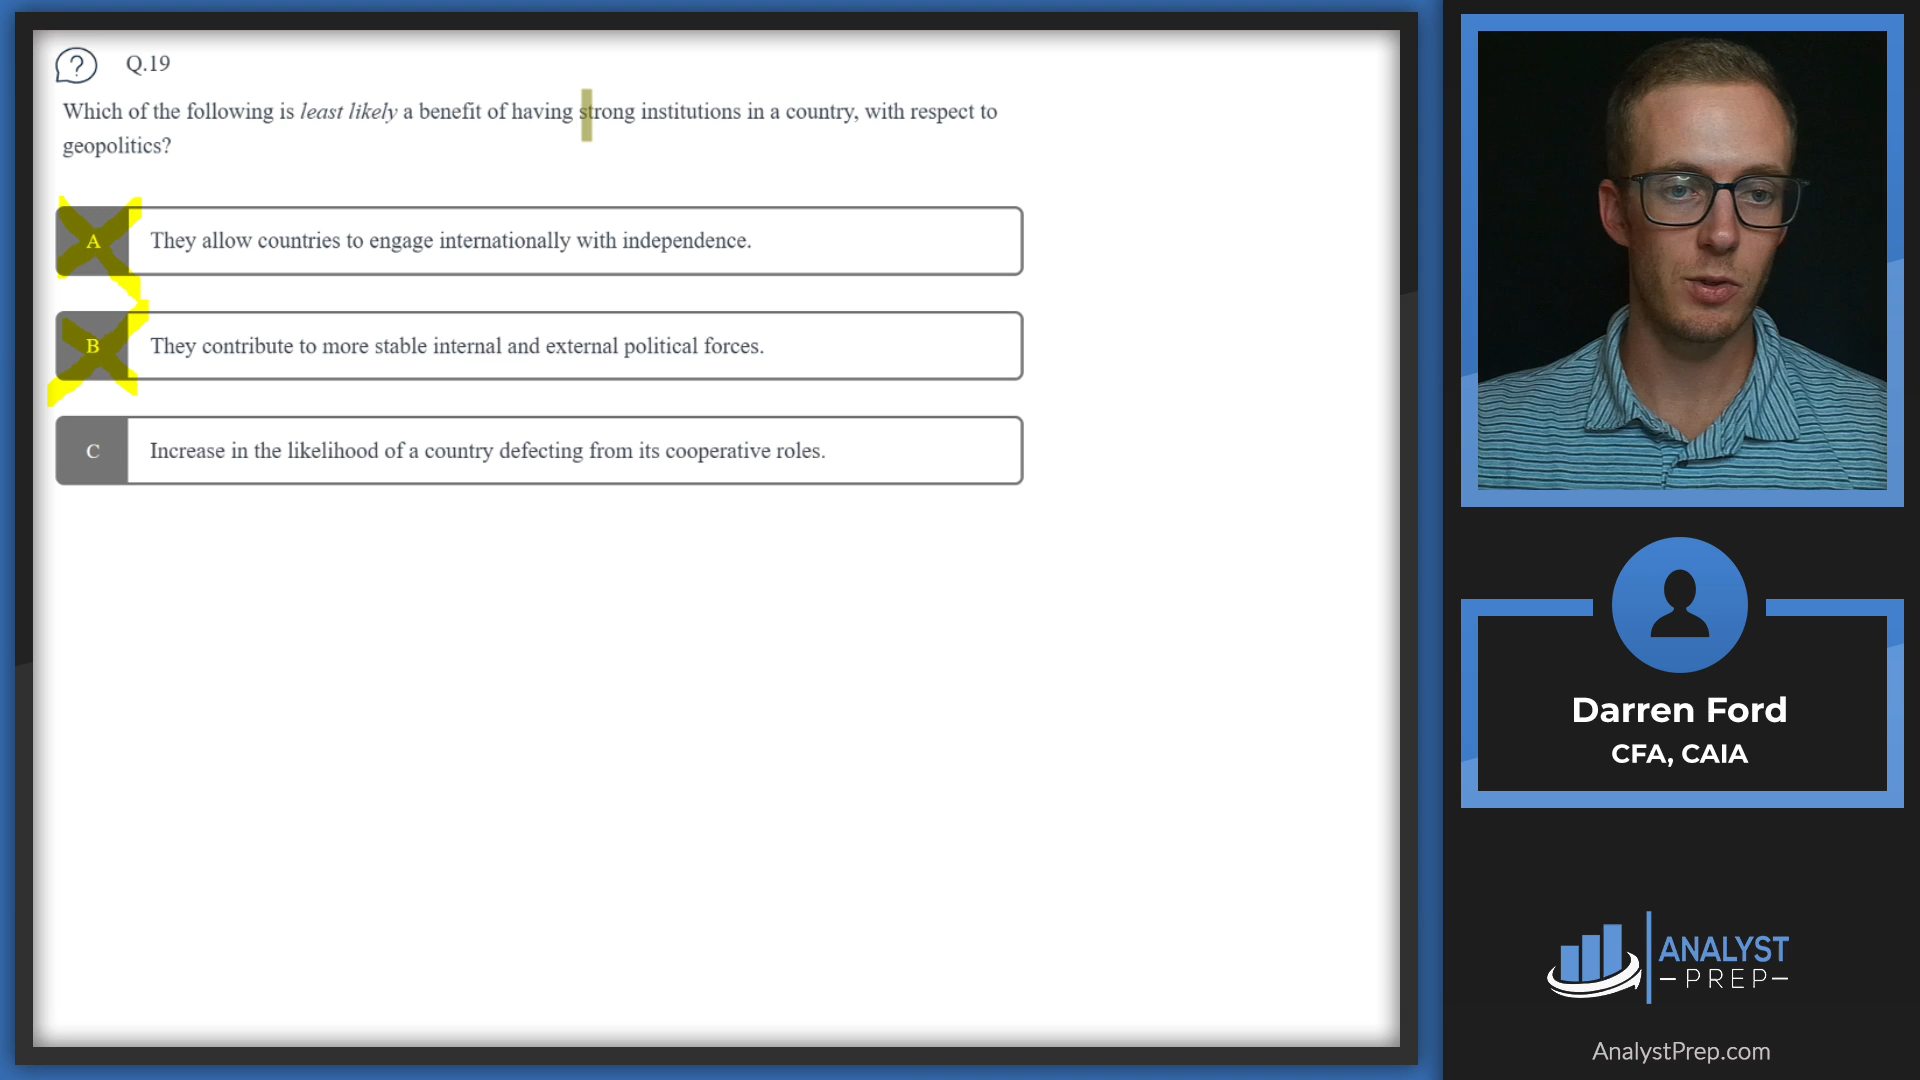 Q.19
Which of the following is least likely a benefit of having strong institutions in a country, with respect to
geopolitics?
A They allow countries to engage internationally with independence.
B They contribute to more stable internal and external political forces.
C Increase in the likelihood of a country defecting from its cooperative roles.
Darren Ford
CFA, CAIA
ANALYST
PREP
AnalystPrep.com